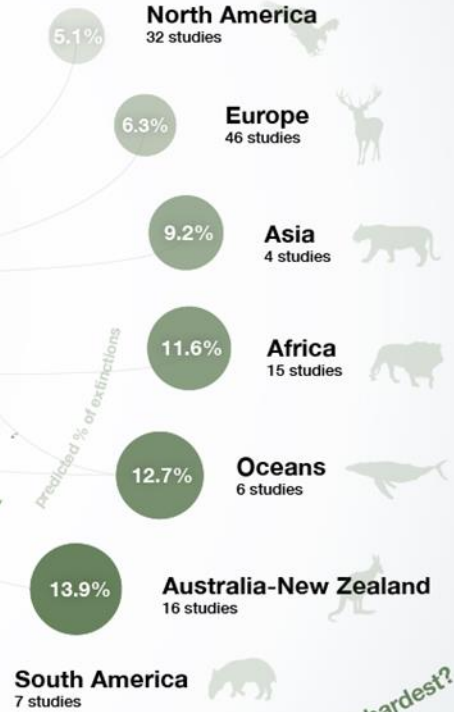 North America
32 studies
5.1%
Europe
46 studies
6.3%
Asia
4 studies
9.2%
Africa
15 studies
11.6%
predicted % of extinctions
Oceans
6 studies
12.7%
Australia-New Zealand
16 studies
13.9%
South America
7 studies
hardest?